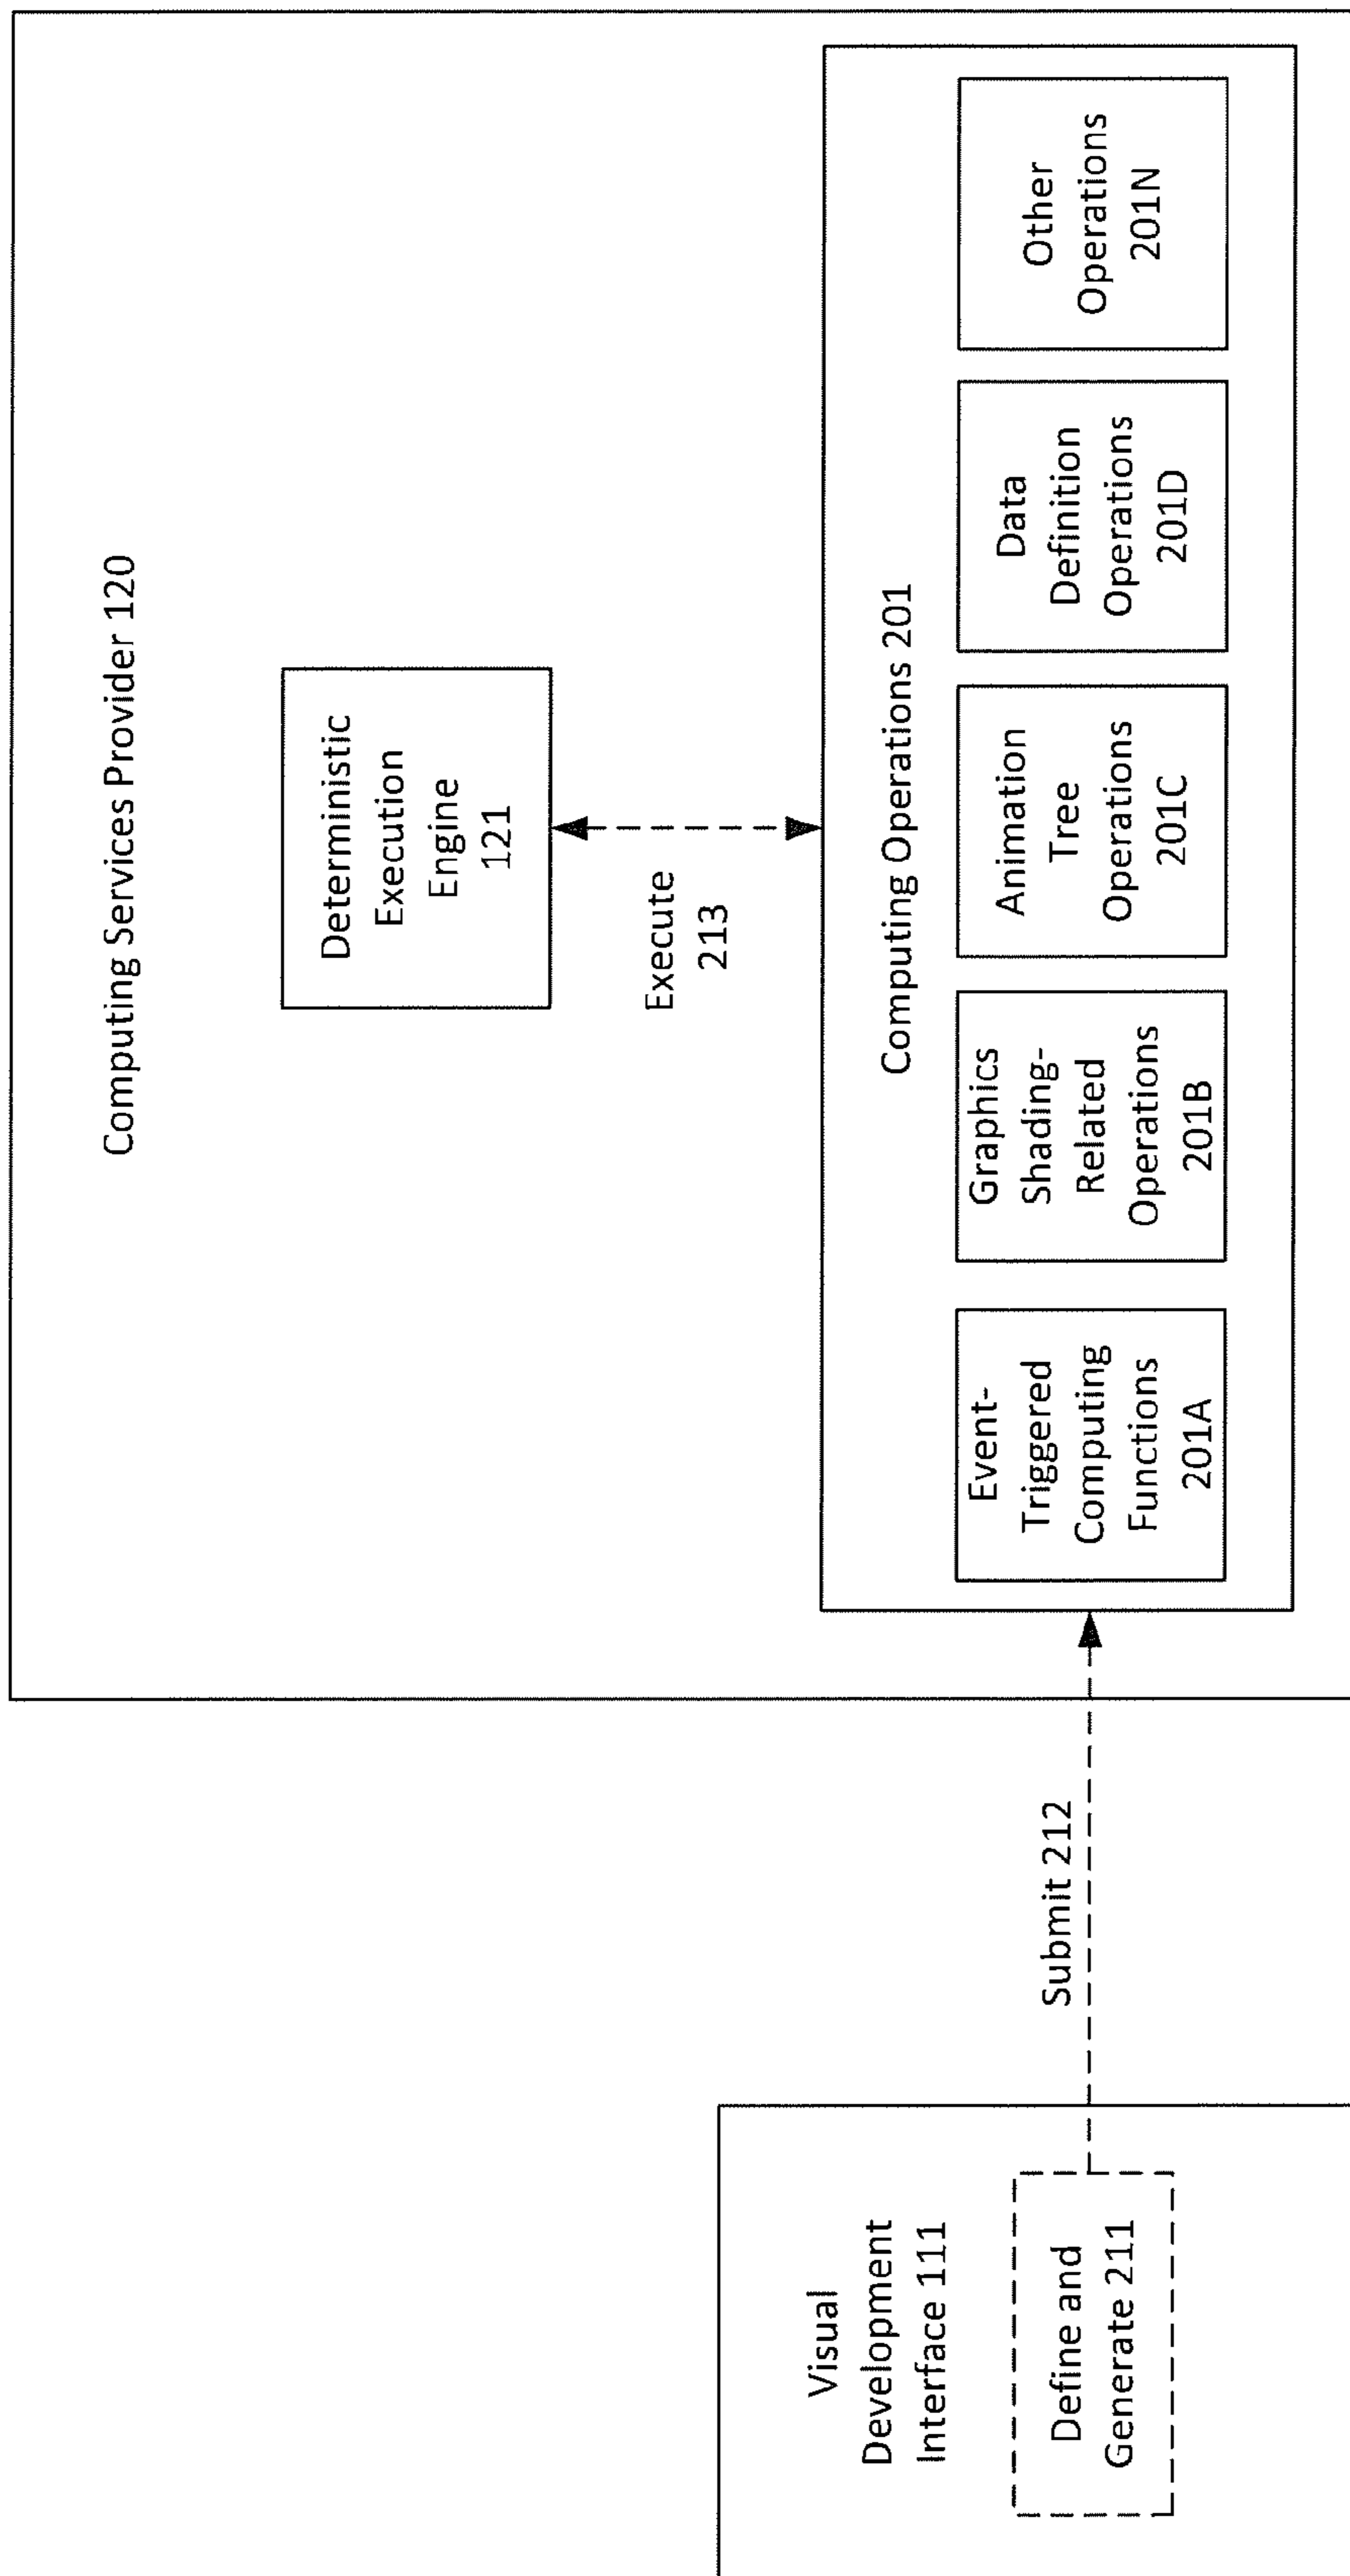 Computing Services Provider 120
Deterministic
Execution
Engine
121
Execute
213
Computing Operations 201
Event-
Triggered
Computing
Functions
201A
Graphics
Shading-
Related
Operations
201B
Animation
Tree
Operations
201C
Data
Definition
Operations
201D
Other
Operations
201N
Submit 212
Visual
Development
Interface 111
Define and
Generate 211